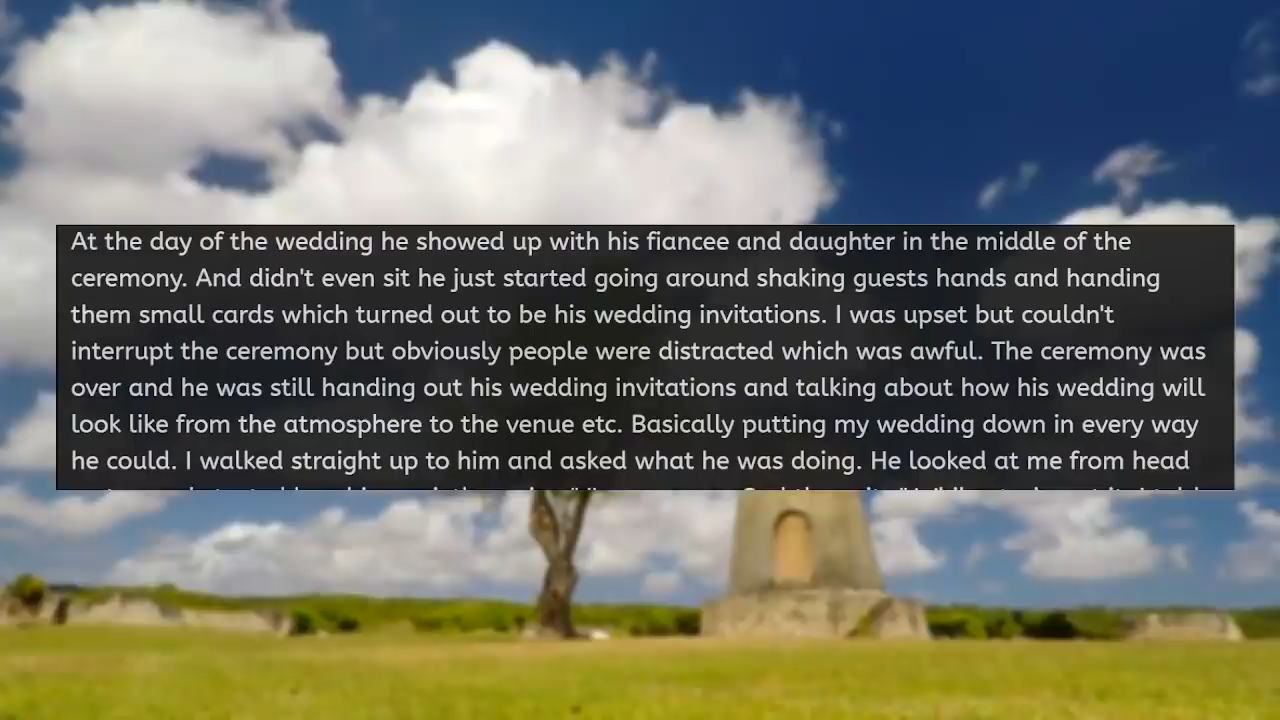 At the day of the wedding he showed up with his fiancee and daughter in the middle of the
ceremony. And didn't even sit he just started going around shaking guests hands and handing
them small cards which turned out to be his wedding invitations. I was upset but couldn't
interrupt the ceremony but obviously people were distracted which was awful. The ceremony was
over and he was still handing out his wedding invitations and talking about how his wedding will
look like from the atmosphere to the venue etc. Basically putting my wedding down in every way
he could. I walked straight up to him and asked what he was doing. He looked at me from head